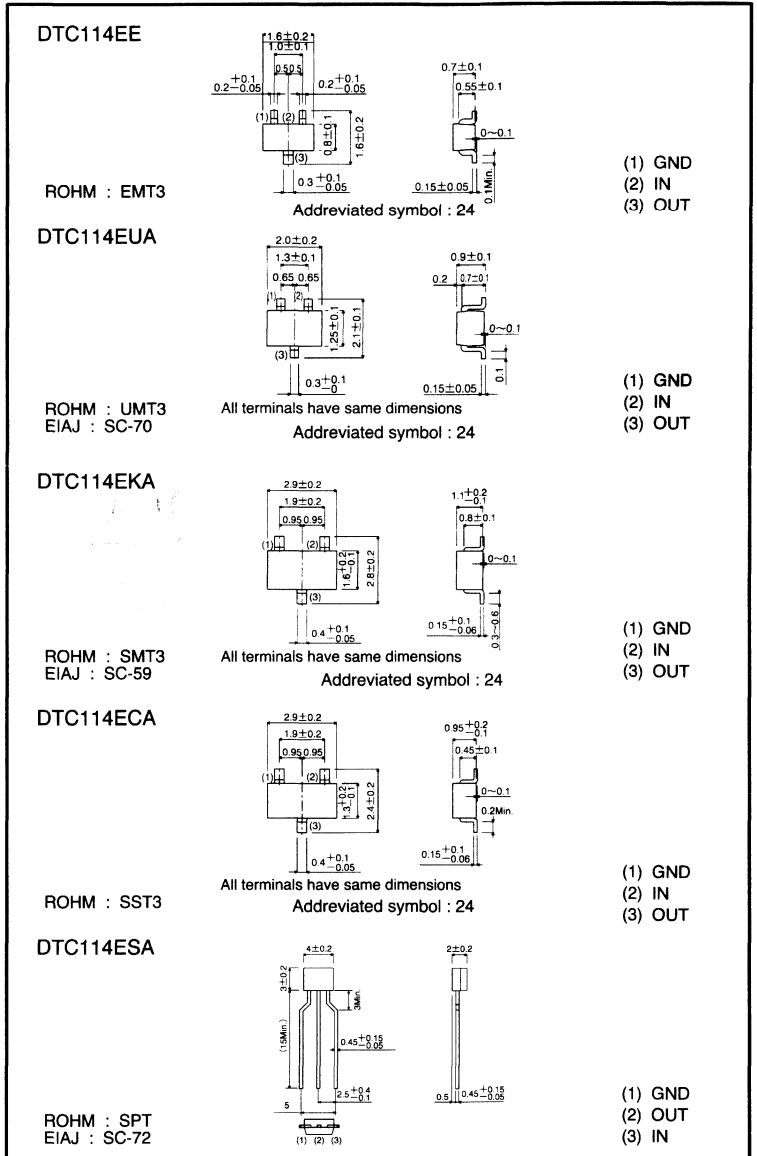 DTC114EE
1.6±0.2
1.0±0.1
0.5 0.5
0.2 +0.1 −0.05
0.2 +0.1 −0.05
(1) (2)
(3)
0.8±0.1
1.6±0.2
0.3 +0.1 −0.05
0.7±0.1
0.55±0.1
0~0.1
0.15±0.05
0.1Min.
ROHM : EMT3
Addreviated symbol : 24
(1) GND
(2) IN
(3) OUT
DTC114EUA
2.0±0.2
1.3±0.1
0.65 0.65
(1) (2)
(3)
1.25±0.1
2.1±0.1
0.3 +0.1 −0
0.9±0.1
0.2 0.7±0.1
0~0.1
0.15±0.05
0.1
ROHM : UMT3
EIAJ : SC-70
All terminals have same dimensions
Addreviated symbol : 24
(1) GND
(2) IN
(3) OUT
DTC114EKA
2.9±0.2
1.9±0.2
0.95 0.95
(1) (2)
(3)
1.6 +0.2 −0.1
2.8±0.2
0.4 +0.1 −0.05
1.1 +0.2 −0.1
0.8±0.1
0~0.1
0.15 +0.1 −0.06
0.3~0.6
ROHM : SMT3
EIAJ : SC-59
All terminals have same dimensions
Addreviated symbol : 24
(1) GND
(2) IN
(3) OUT
DTC114ECA
2.9±0.2
1.9±0.2
0.95 0.95
(1) (2)
(3)
1.3 +0.2 −0.1
2.4±0.2
0.4 +0.1 −0.05
0.95 +0.2 −0.1
0.45±0.1
0~0.1
0.2Min.
0.15 +0.1 −0.06
ROHM : SST3
All terminals have same dimensions
Addreviated symbol : 24
(1) GND
(2) IN
(3) OUT
DTC114ESA
4±0.2
3±0.2
(15Min.)
3Min.
0.45 +0.15 −0.05
2.5 +0.4 −0.1
5
(1) (2) (3)
2±0.2
0.5 0.45 +0.15 −0.05
ROHM : SPT
EIAJ : SC-72
(1) GND
(2) OUT
(3) IN